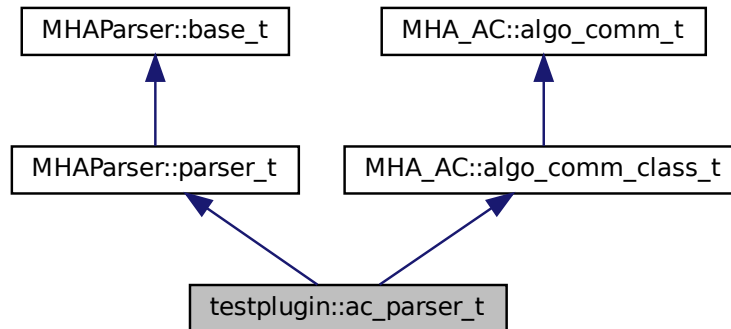 MHAParser::base_t
MHA_AC::algo_comm_t
MHAParser::parser_t
MHA_AC::algo_comm_class_t
testplugin::ac_parser_t